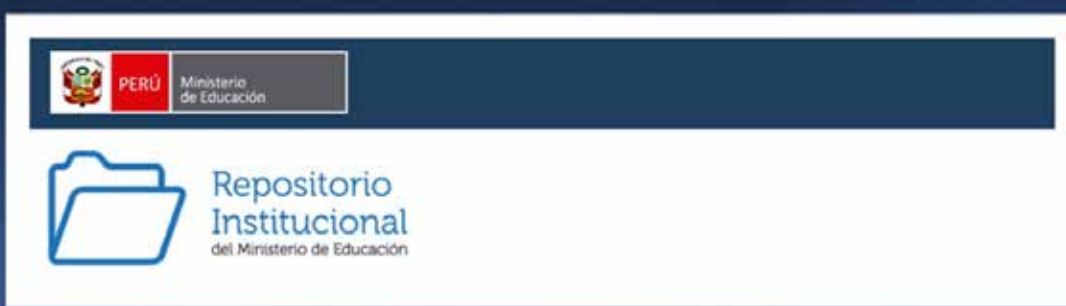 PERÚ
Ministerio
de Educación
Repositorio
Institucional
del Ministerio de Educación